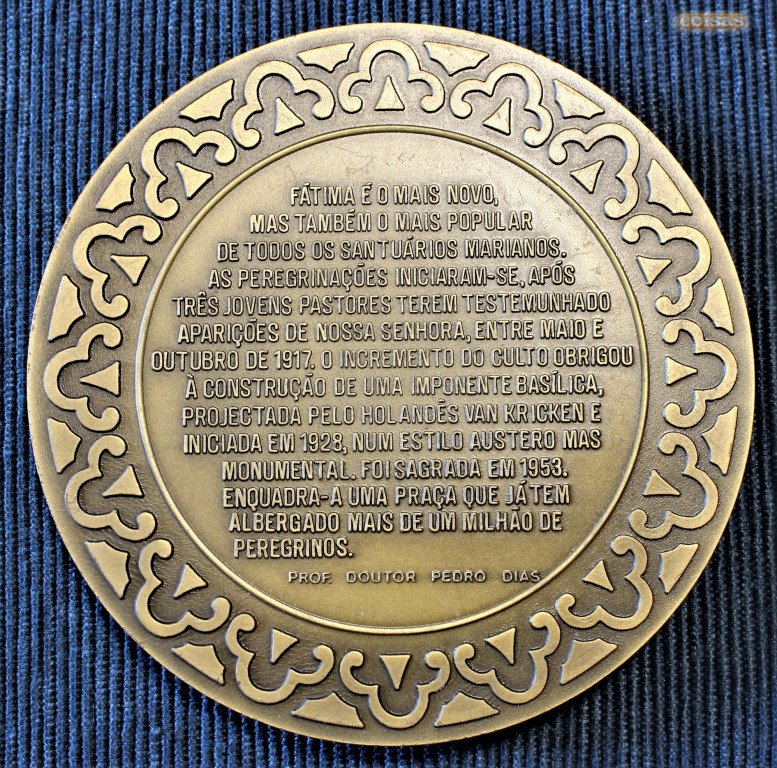 coisas
FÁTIMA É O MAIS NOVO,
MAS TAMBÉM O MAIS POPULAR
DE TODOS OS SANTUÁRIOS MARIANOS.
AS PEREGRINAÇÕES INICIARAM-SE, APÓS
TRÊS JOVENS PASTORES TEREM TESTEMUNHADO
APARIÇÕES DE NOSSA SENHORA, ENTRE MAIO E
OUTUBRO DE 1917. O INCREMENTO DO CULTO OBRIGOU
À CONSTRUÇÃO DE UMA IMPONENTE BASÍLICA,
PROJECTADA PELO HOLANDÊS VAN KRICKEN E
INICIADA EM 1928, NUM ESTILO AUSTERO MAS
MONUMENTAL. FOI SAGRADA EM 1953.
ENQUADRA-A UMA PRAÇA QUE JÁ TEM
ALBERGADO MAIS DE UM MILHÃO DE
PEREGRINOS.
PROF. DOUTOR PEDRO DIAS